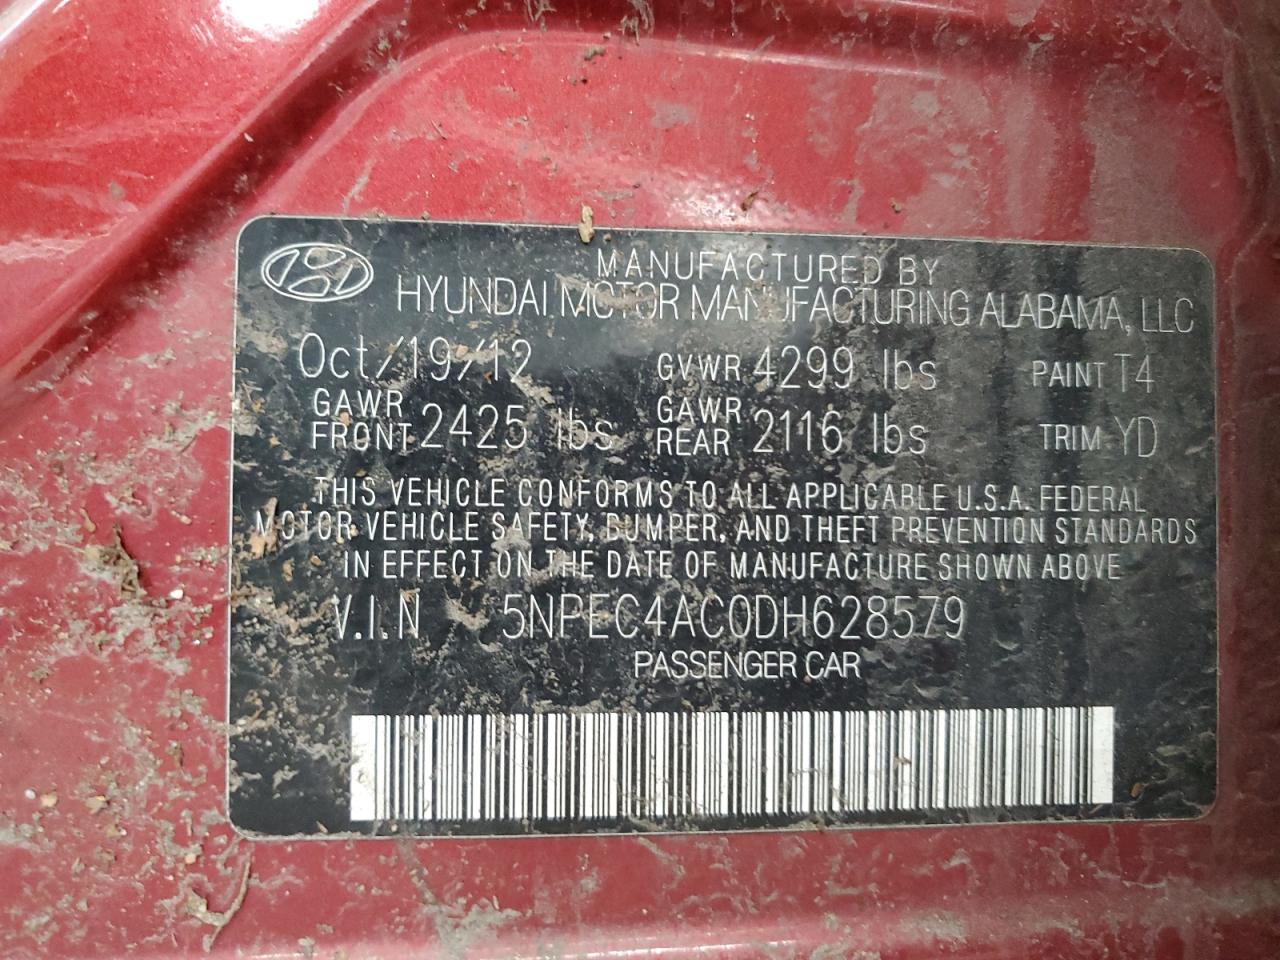 MANUFACTURED BY
HYUNDAI MOTOR MANUFACTURING ALABAMA, LLC
Oct/19/12 GVWR 4299 lbs PAINT T4
GAWR FRONT 2425 lbs GAWR REAR 2116 lbs TRIM YD
THIS VEHICLE CONFORMS TO ALL APPLICABLE U.S.A. FEDERAL
MOTOR VEHICLE SAFETY, BUMPER, AND THEFT PREVENTION STANDARDS
IN EFFECT ON THE DATE OF MANUFACTURE SHOWN ABOVE
V.I.N 5NPEC4AC0DH628579
PASSENGER CAR